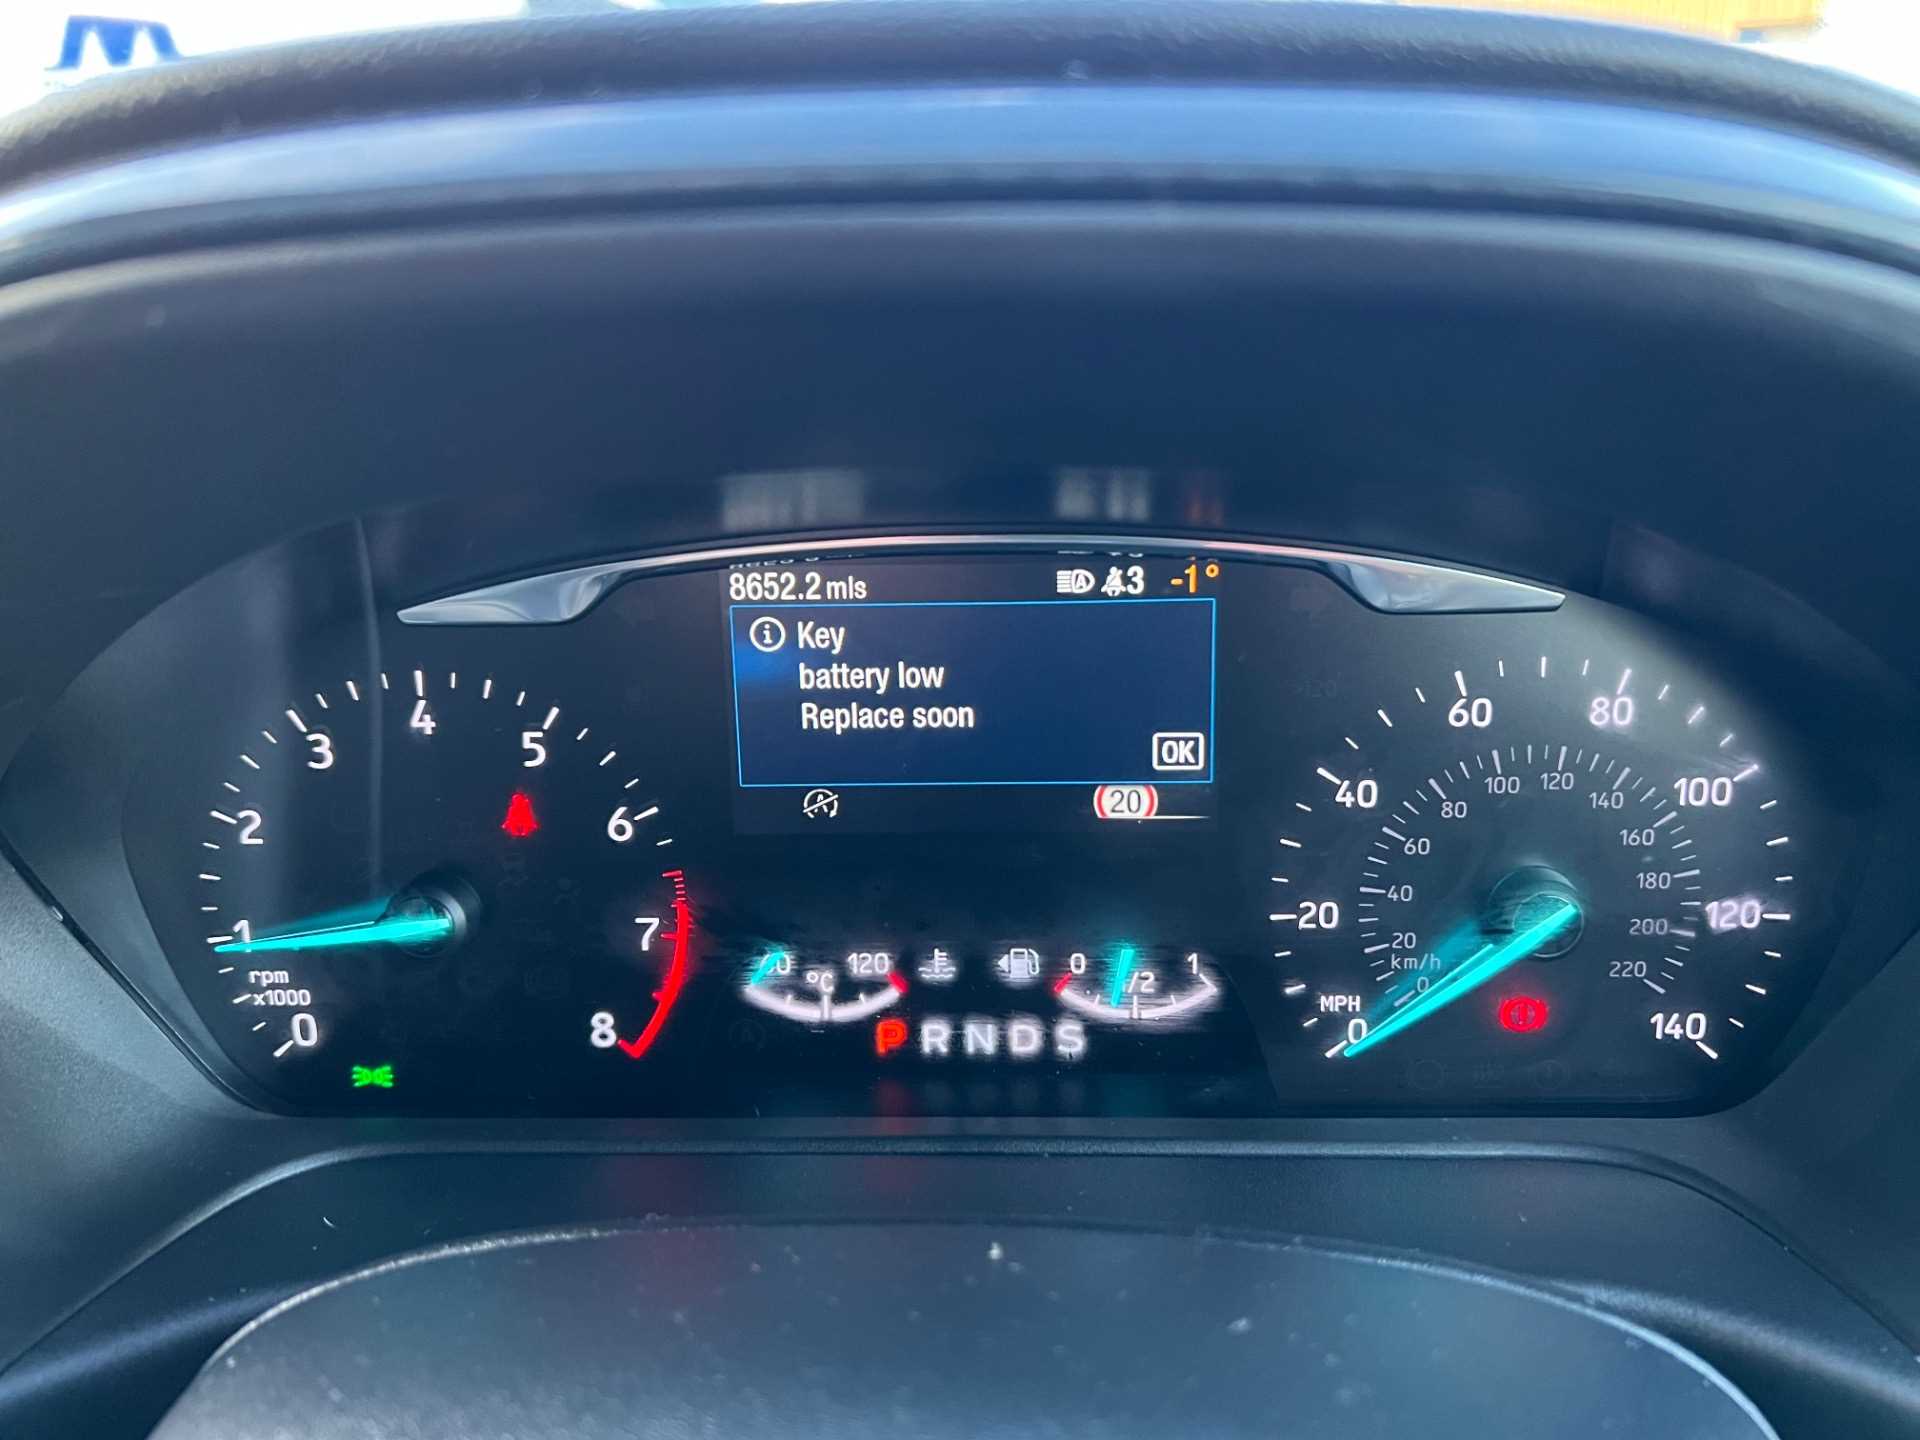 8652.2 mls
A 3 -1°
Key
battery low
Replace soon
OK
A
20
0 1 2 3 4 5 6 7 8
rpm
x1000
120
°C
0 1/2 1
P R N D S
0 20 40 60 80 100 120 140
MPH
0 20 40 60 80 100 120 140 160 180 200 220
km/h